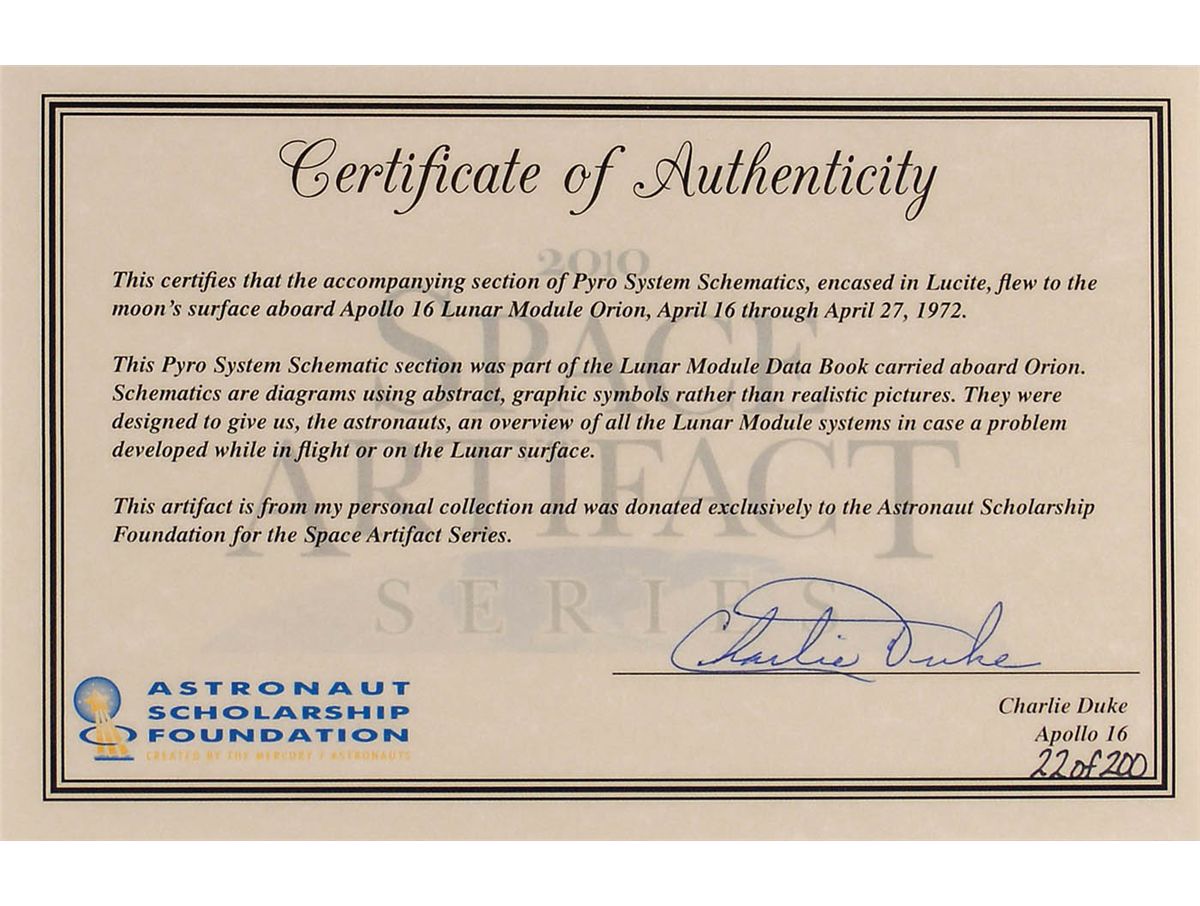 Certificate of Authenticity
2010
SPACE
ARTIFACT
SERIES
This certifies that the accompanying section of Pyro System Schematics, encased in Lucite, flew to the
moon's surface aboard Apollo 16 Lunar Module Orion, April 16 through April 27, 1972.
This Pyro System Schematic section was part of the Lunar Module Data Book carried aboard Orion.
Schematics are diagrams using abstract, graphic symbols rather than realistic pictures. They were
designed to give us, the astronauts, an overview of all the Lunar Module systems in case a problem
developed while in flight or on the Lunar surface.
This artifact is from my personal collection and was donated exclusively to the Astronaut Scholarship
Foundation for the Space Artifact Series.
Charlie Duke
ASTRONAUT
SCHOLARSHIP
FOUNDATION
CREATED BY THE MERCURY 7 ASTRONAUTS
Charlie Duke
Apollo 16
22 of 200